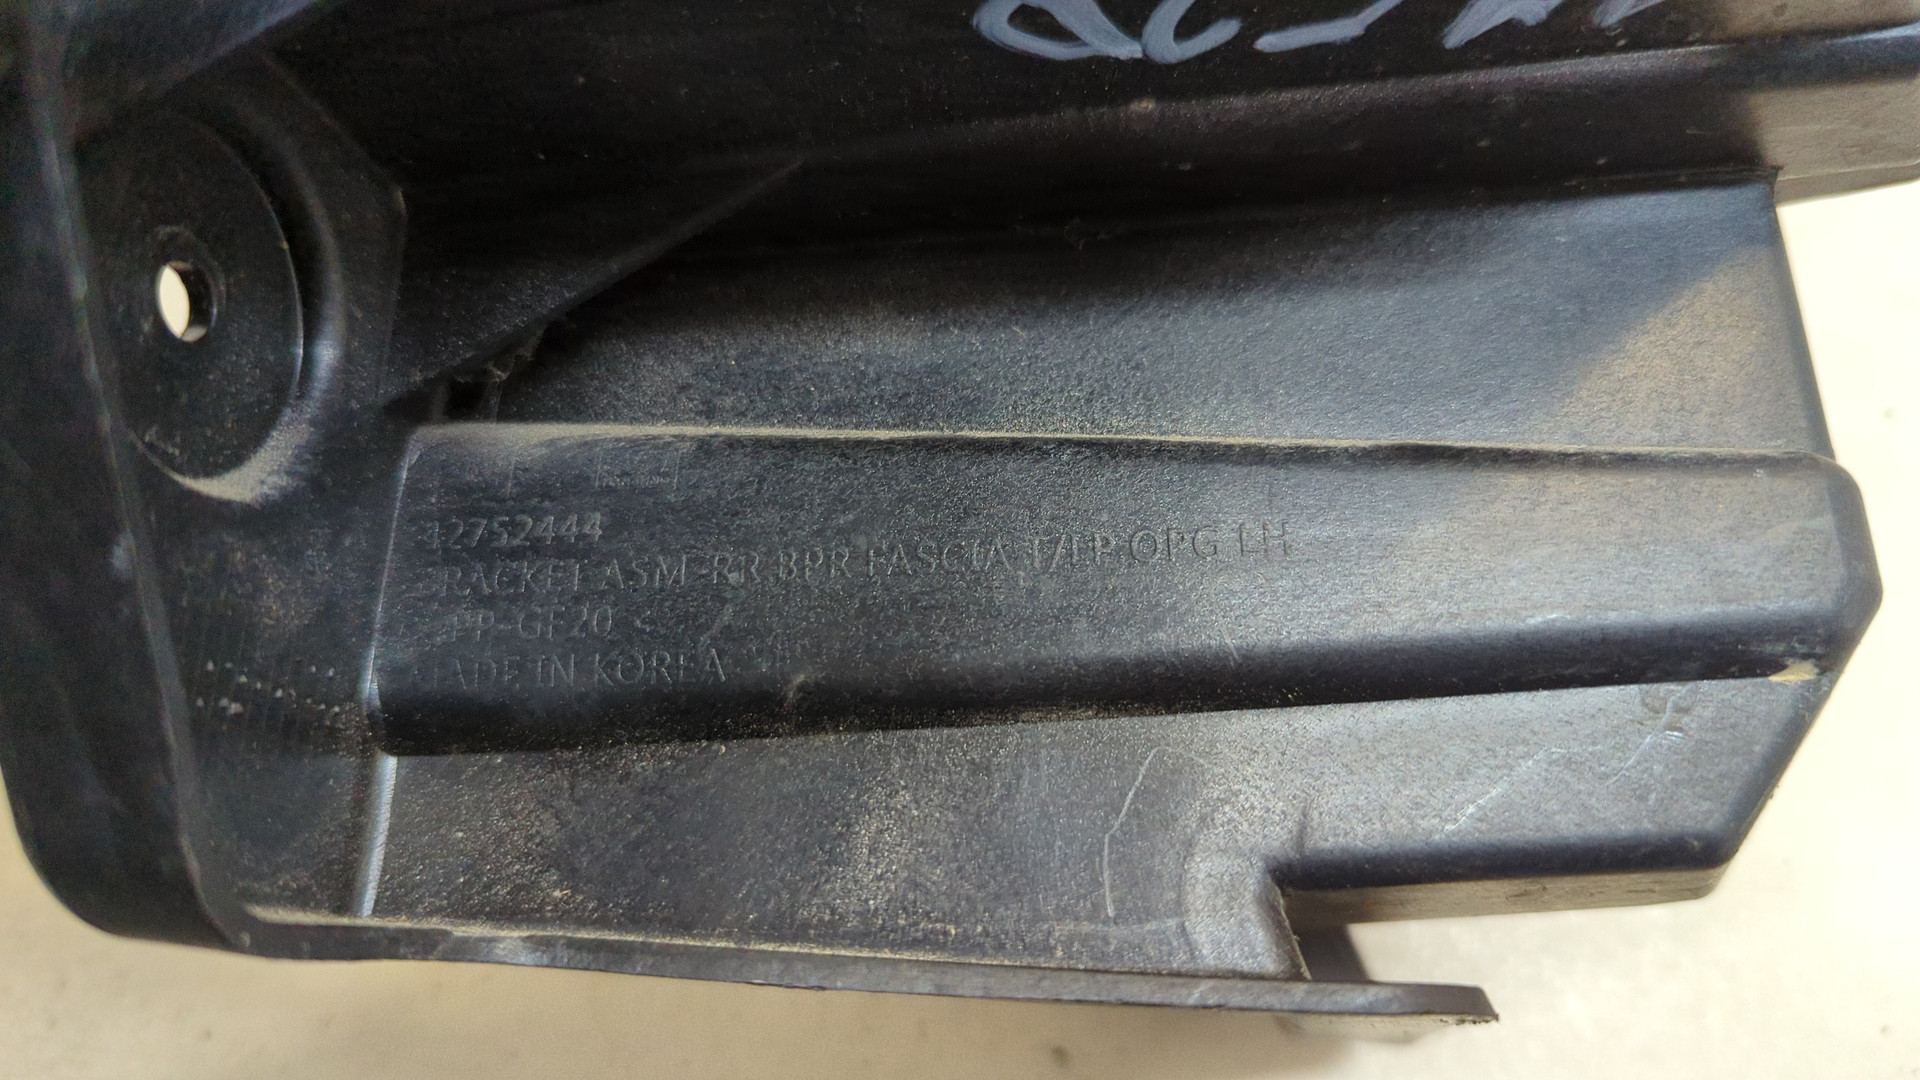 42752444
BRACKET ASM-RR BPR FASCIA T/LP OPG LH
>PP-GF20<
MADE IN KOREA